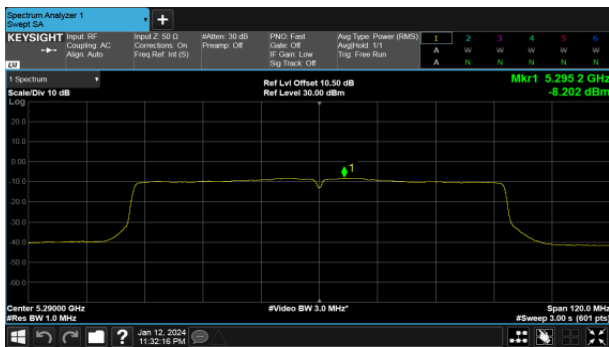 Spectrum Analyzer 1
Swept SA
+
KEYSIGHT
Input: RF
Coupling: AC
Align: Auto
Input Z: 50 Ω
Corrections: On
Freq Ref: Int (S)
#Atten: 30 dB
Preamp: Off
PNO: Fast
Gate: Off
IF Gain: Low
Sig Track: Off
Avg Type: Power (RMS)
Avg|Hold: 1/1
Trig: Free Run
1 2 3 4 5 6
A W W W W W
A N N N N N
LXI
1 Spectrum
Scale/Div 10 dB
Log
Ref Lvl Offset 10.50 dB
Ref Level 30.00 dBm
Mkr1 5.295 2 GHz
-8.202 dBm
20.0
10.0
0.00
-10.0
-20.0
-30.0
-40.0
-50.0
-60.0
1
Center 5.29000 GHz
#Res BW 1.0 MHz
#Video BW 3.0 MHz*
Span 120.0 MHz
#Sweep 3.00 s (601 pts)
?
Jan 12, 2024
11:32:16 PM